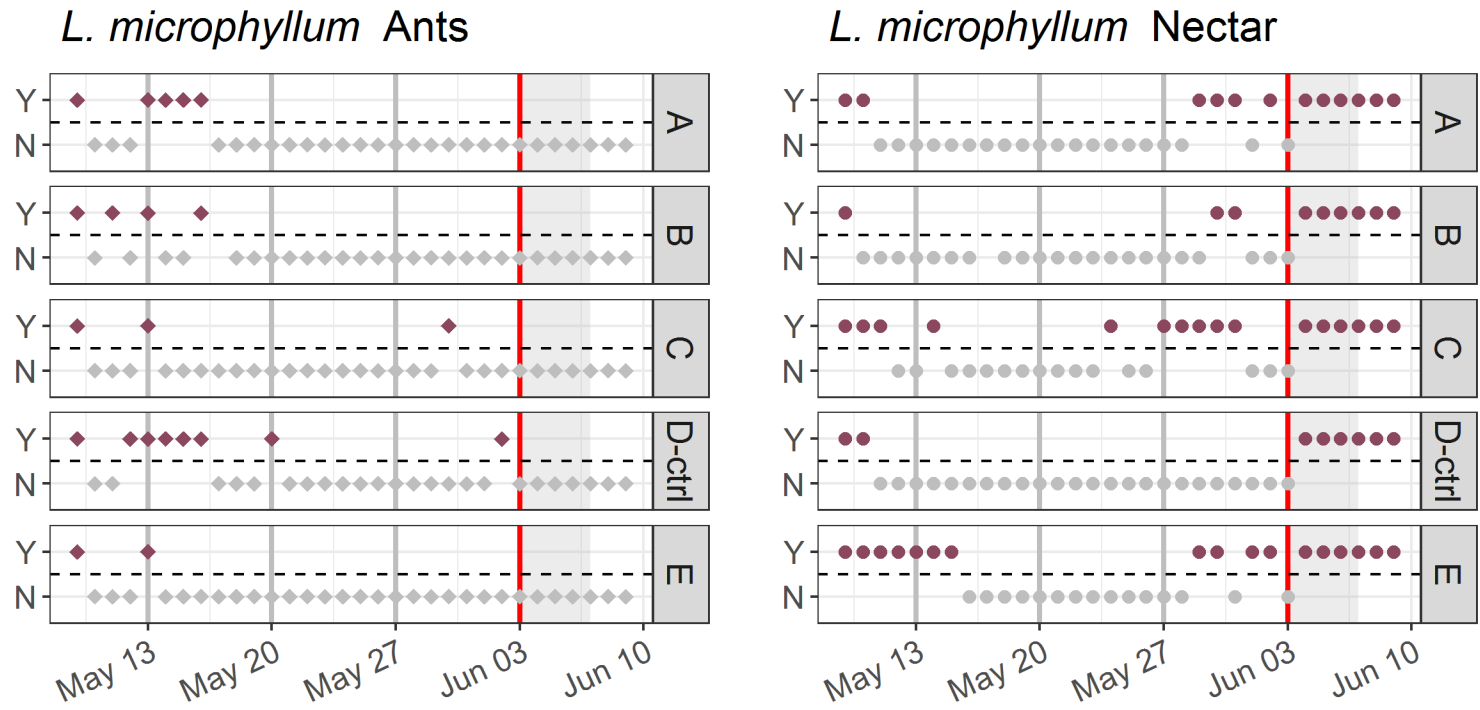 L. microphyllum Ants
Y
N
A
Y
N
B
Y
N
C
Y
N
D-ctrl
Y
N
E
May 13
May 20
May 27
Jun 03
Jun 10
L. microphyllum Nectar
Y
N
A
Y
N
B
Y
N
C
Y
N
D-ctrl
Y
N
E
May 13
May 20
May 27
Jun 03
Jun 10